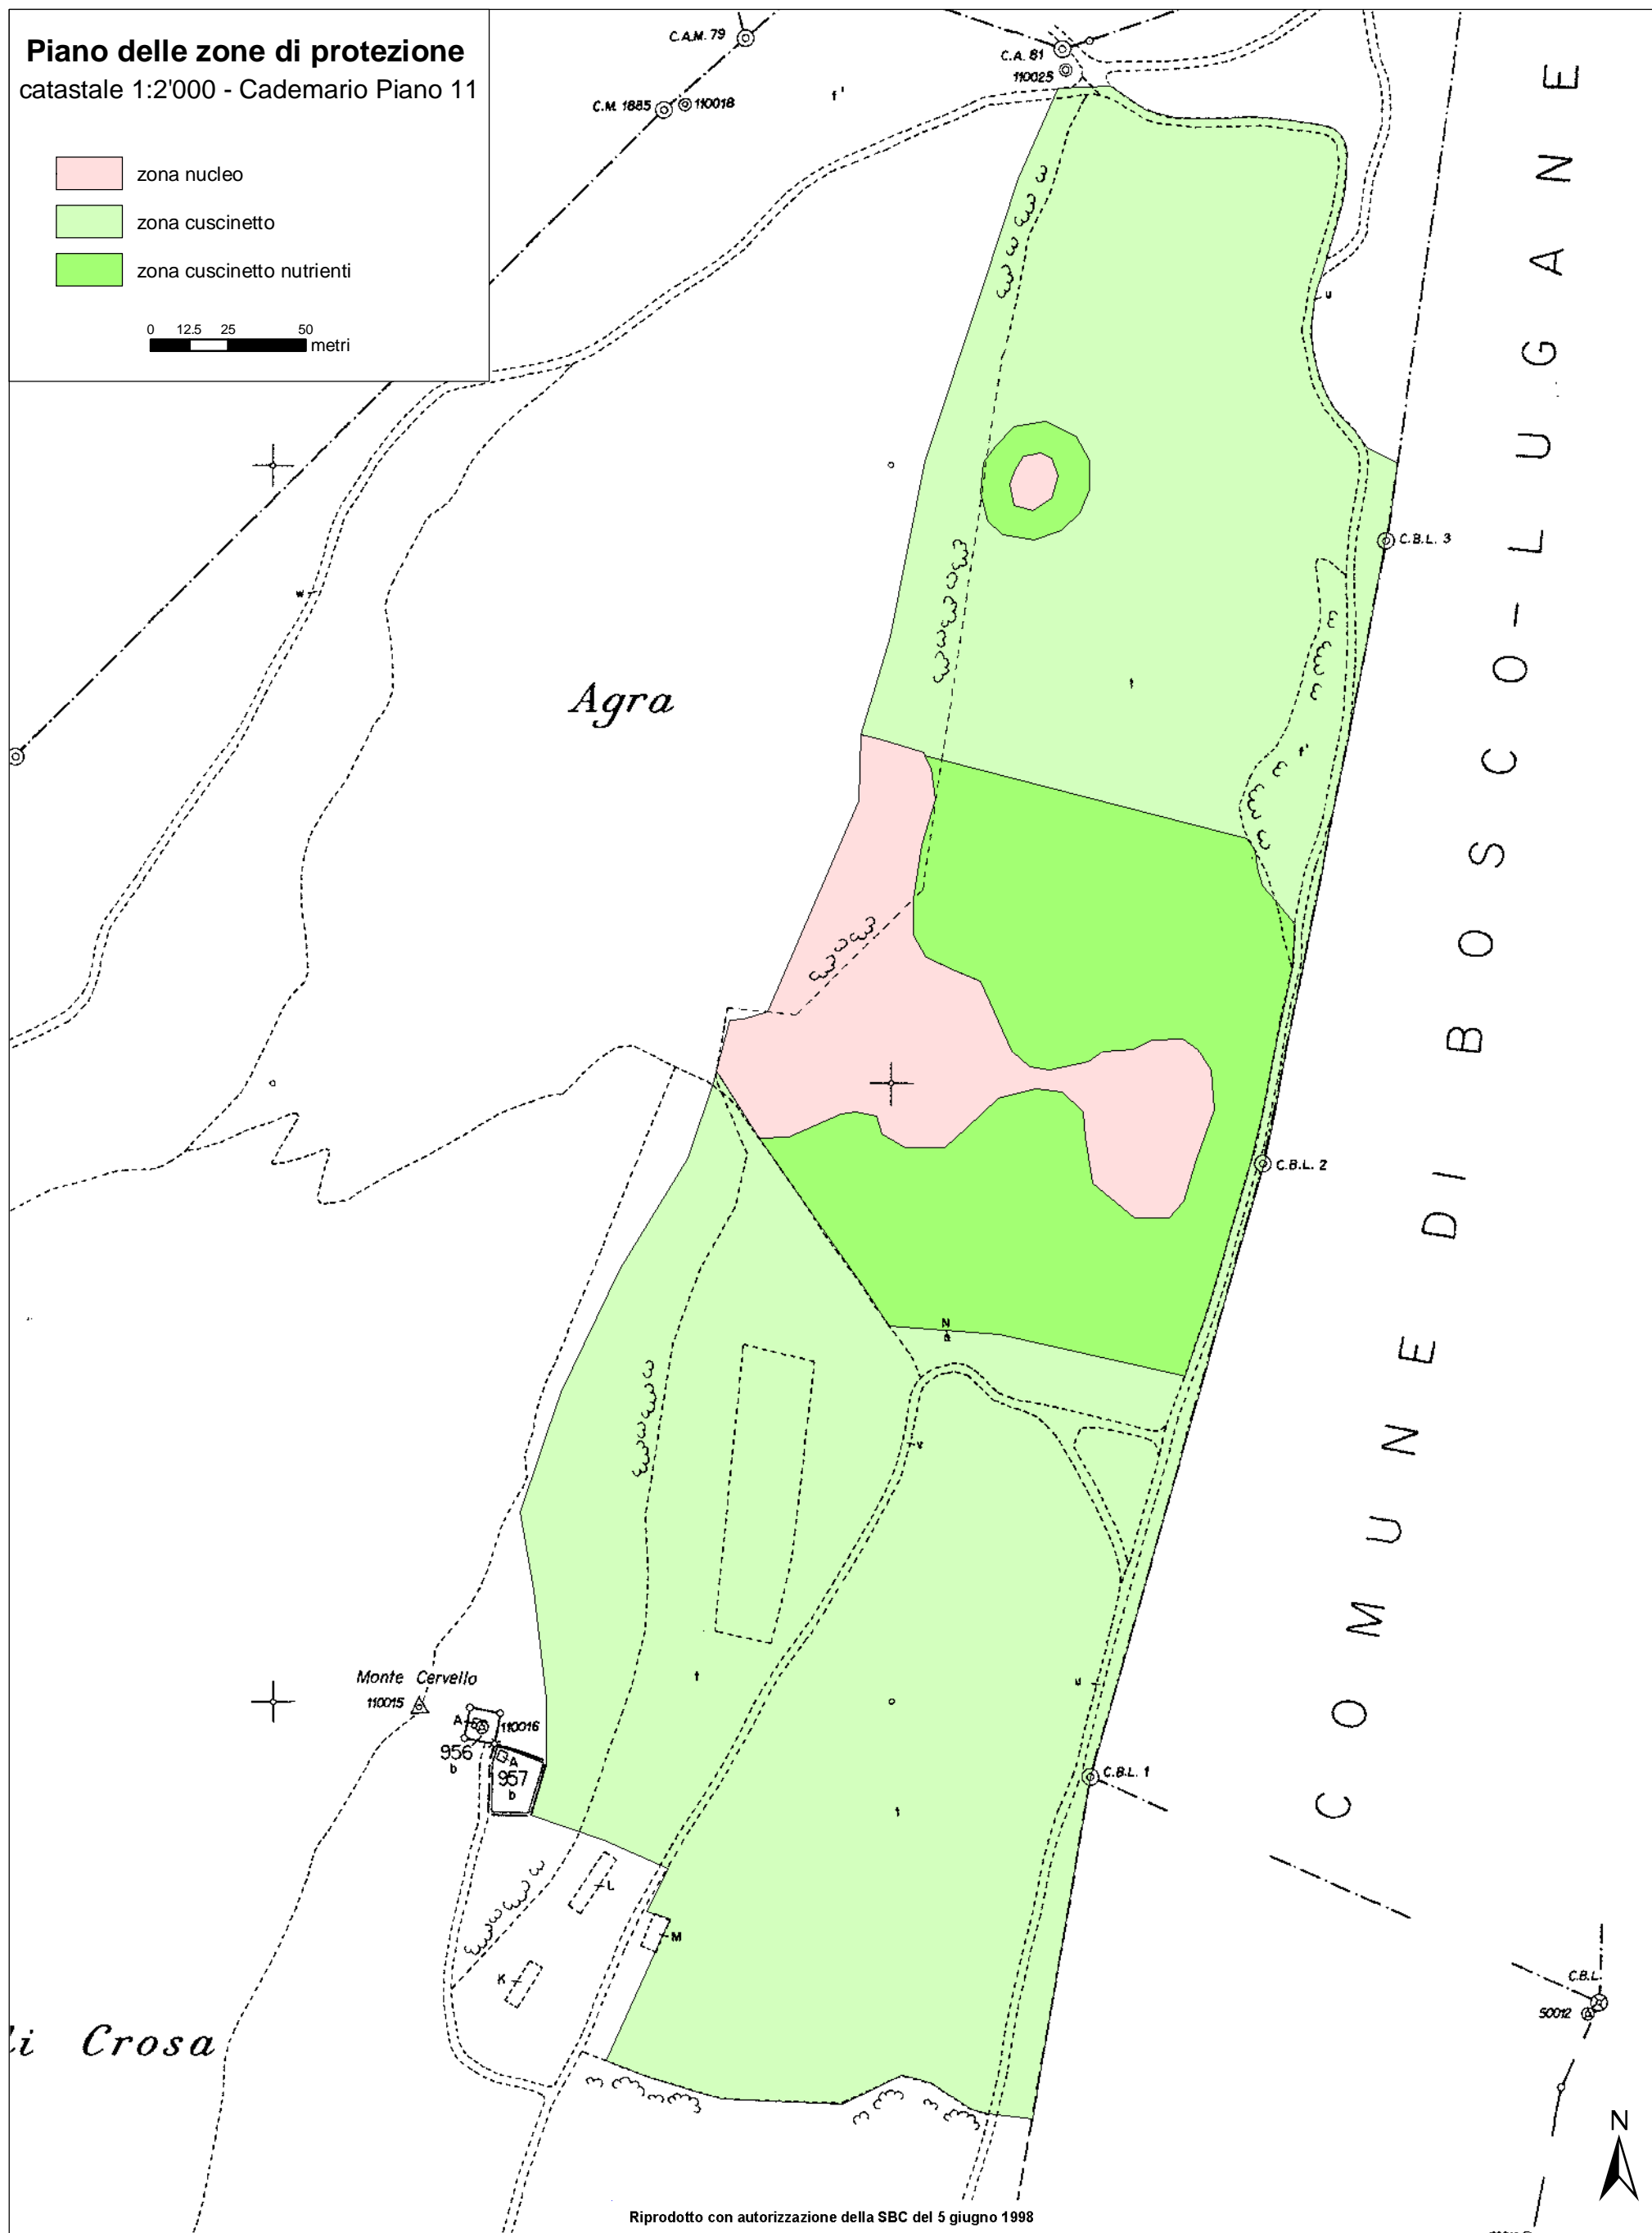 Piano delle zone di protezione
catastale 1:2'000 - Cademario Piano 11
zona nucleo
zona cuscinetto
zona cuscinetto nutrienti
0 12.5 25 50
metri
C.A.M. 79
C.M. 1885
110018
f'
C.A. 81
110025
u
C.B.L. 3
w
Agra
t
f'
C.B.L. 2
N
a
v
Monte Cervello
110015
A
110016
956
b
A
957
b
t
u
C.B.L. 1
t
L
M
K
li Crosa
COMUNE DI BOSCO-LUGANE
C.B.L.
50012
N
Riprodotto con autorizzazione della SBC del 5 giugno 1998